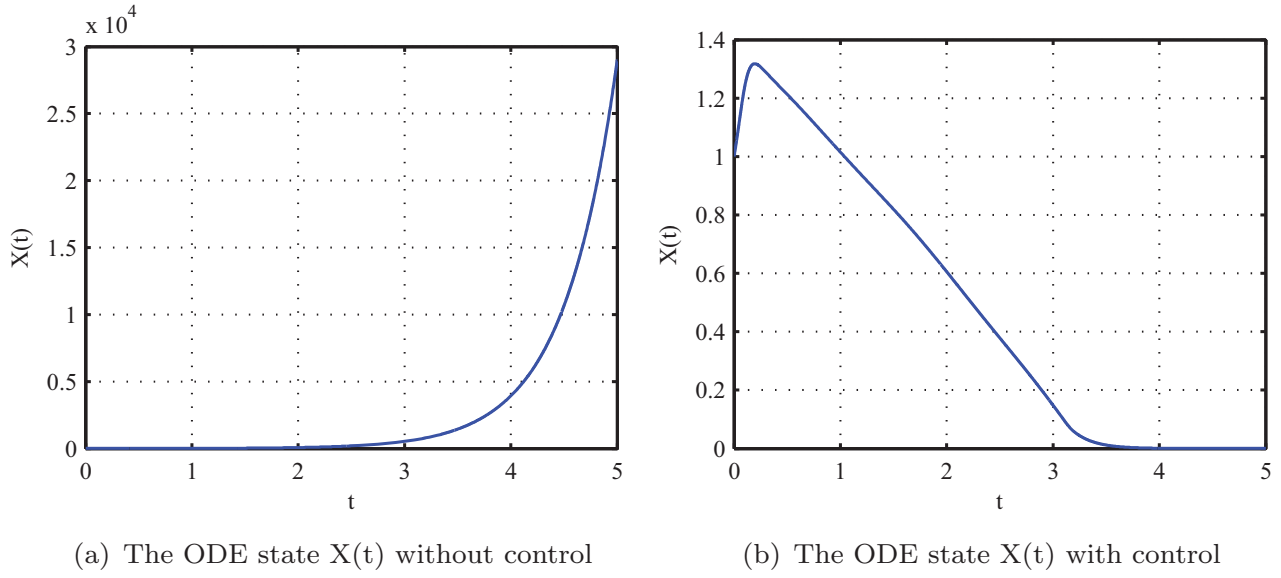 x 10⁴
3
2.5
2
1.5
1
0.5
0
X(t)
0 1 2 3 4 5
t
(a) The ODE state X(t) without control
1.4
1.2
1
0.8
0.6
0.4
0.2
0
X(t)
0 1 2 3 4 5
t
(b) The ODE state X(t) with control